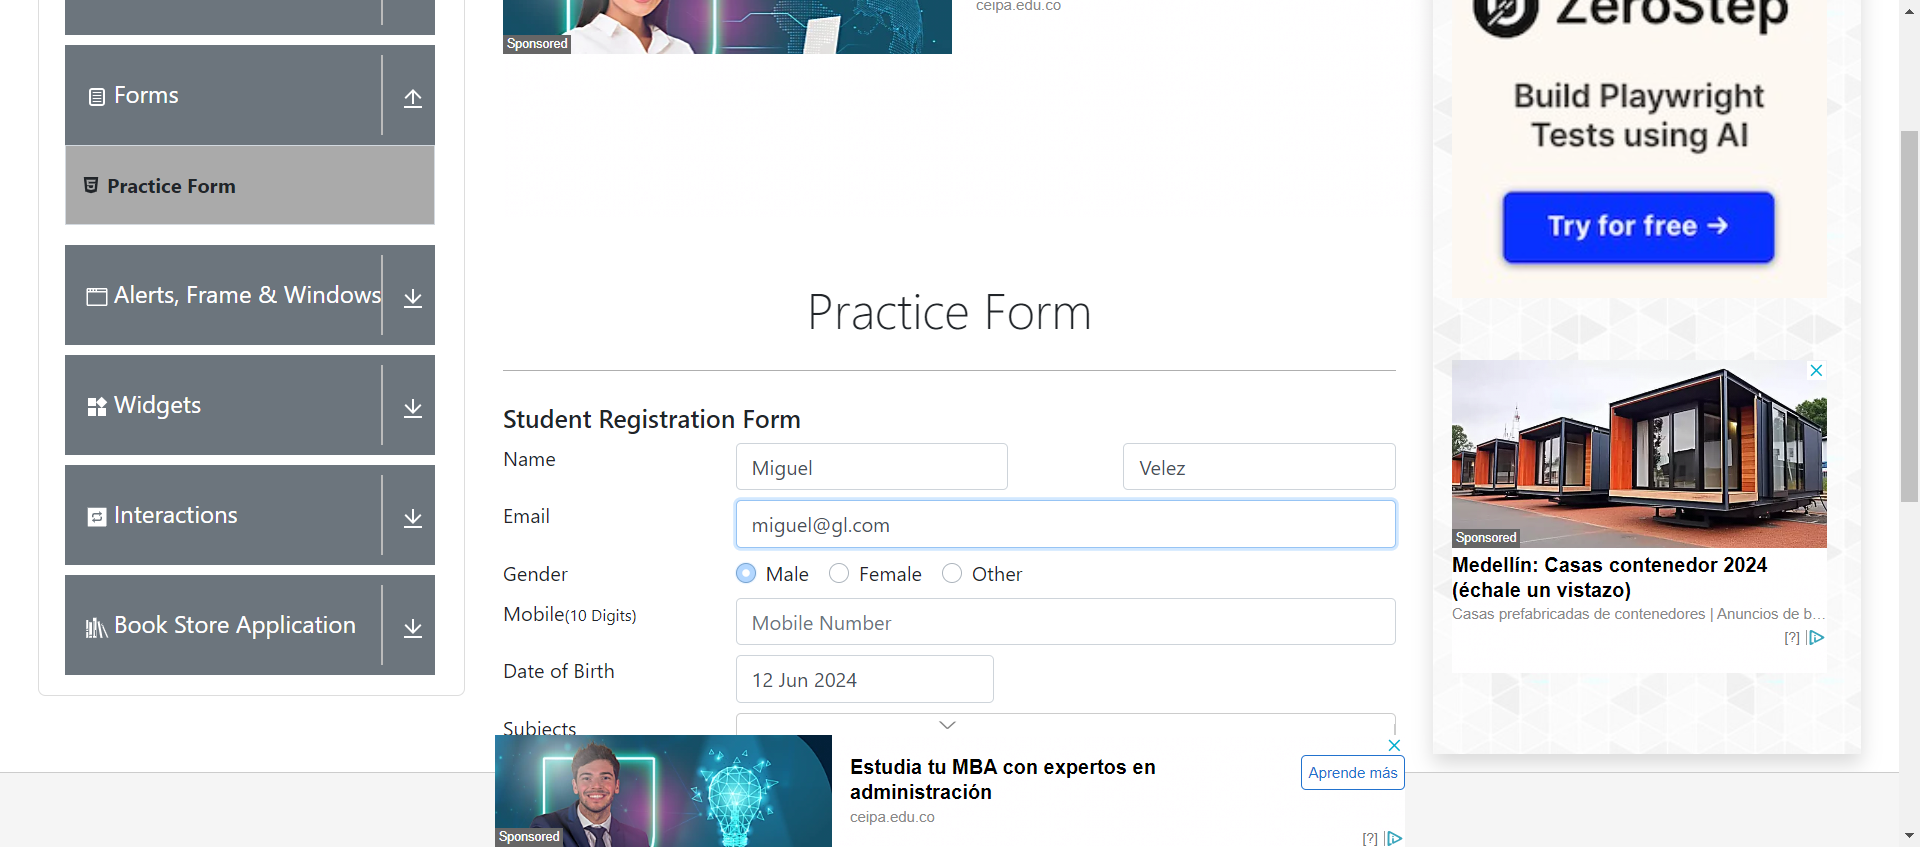 Forms
Practice Form
Alerts, Frame & Windows
Widgets
Interactions
Book Store Application
ceipa.edu.co
Sponsored
Practice Form
Student Registration Form
Name
Miguel
Velez
Email
miguel@gl.com
Gender
Male
Female
Other
Mobile(10 Digits)
Mobile Number
Date of Birth
12 Jun 2024
Subjects
Sponsored
Estudia tu MBA con expertos en
administración
ceipa.edu.co
Aprende más
[?]
ZeroStep
Build Playwright
Tests using AI
Try for free →
Sponsored
Medellín: Casas contenedor 2024
(échale un vistazo)
Casas prefabricadas de contenedores | Anuncios de b...
[?]